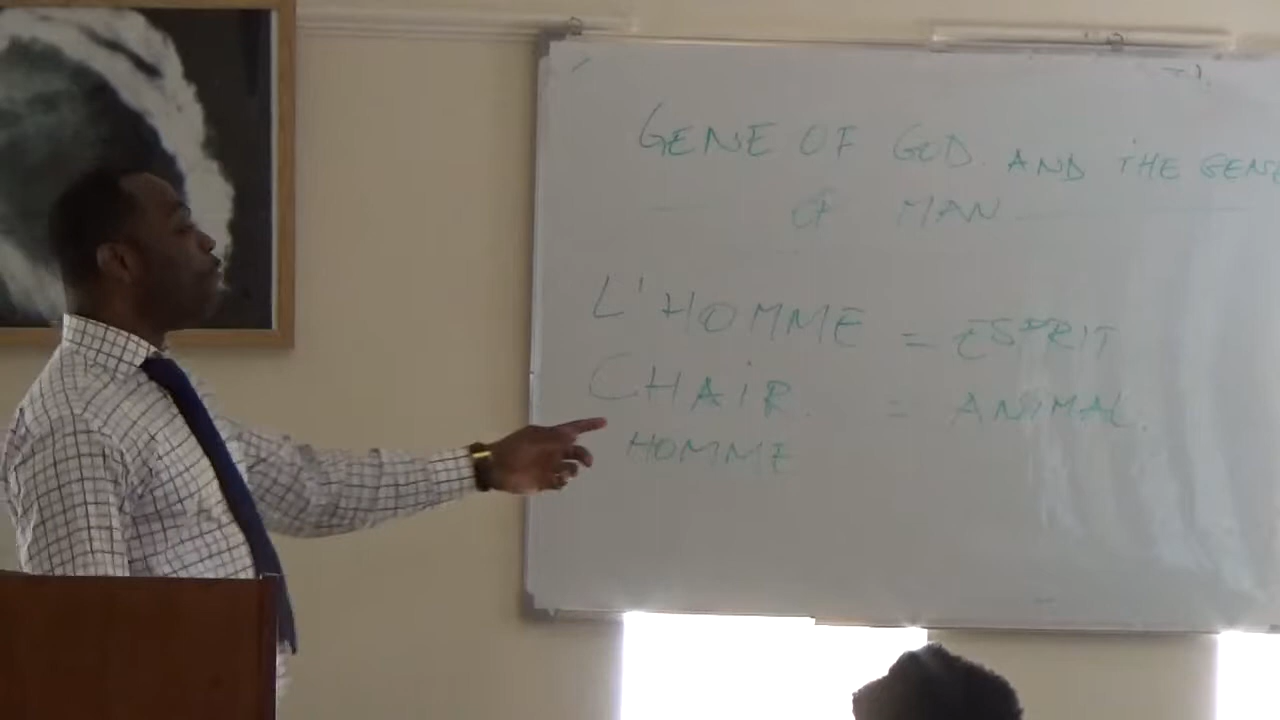 GENE OF GOD. AND THE GENE
OF MAN
L'HOMME = ESPRIT
CHAIR. = ANIMAL.
HOMME